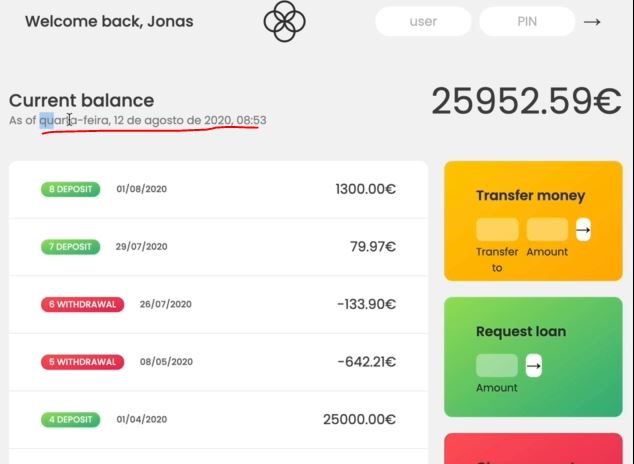 Welcome back, Jonas
user PIN →
Current balance
25952.59€
As of quarta-feira, 12 de agosto de 2020, 08:53
8 DEPOSIT 01/08/2020 1300.00€
7 DEPOSIT 29/07/2020 79.97€
6 WITHDRAWAL 26/07/2020 -133.90€
5 WITHDRAWAL 08/05/2020 -642.21€
4 DEPOSIT 01/04/2020 25000.00€
Transfer money
→
Transfer to Amount
Request loan
→
Amount